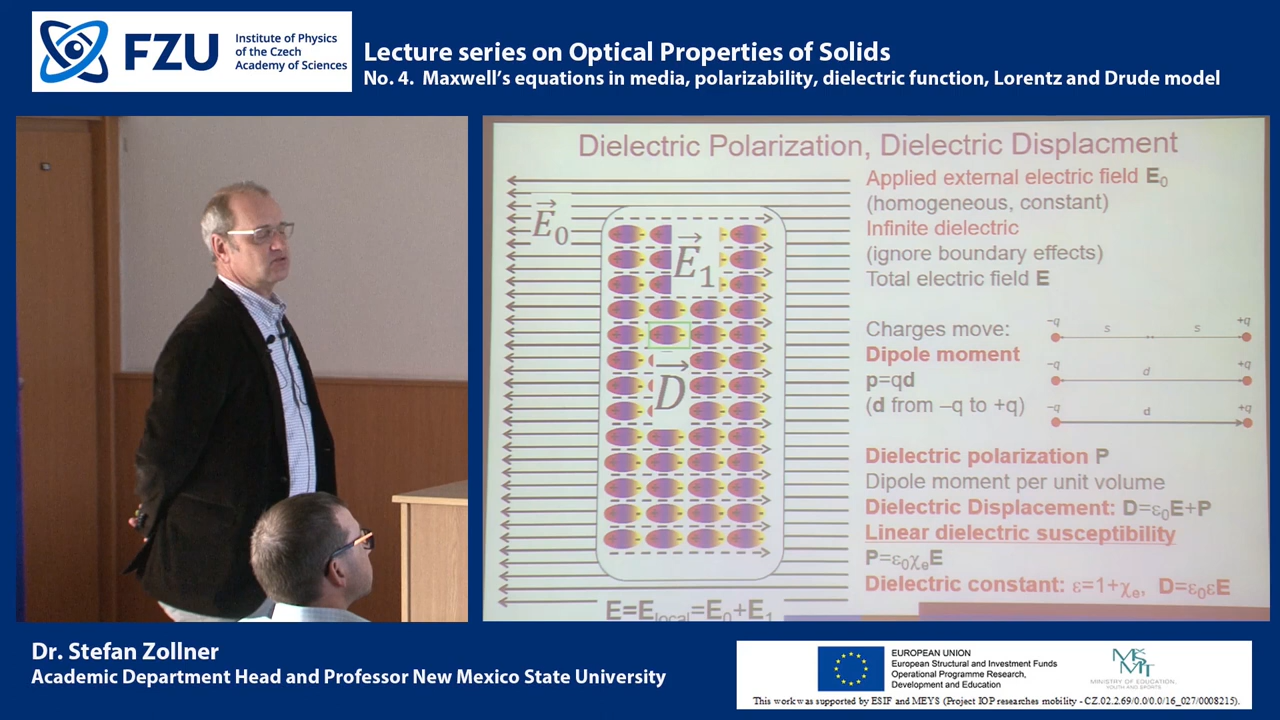 FZU
Institute of Physics
of the Czech
Academy of Sciences
Lecture series on Optical Properties of Solids
No. 4. Maxwell's equations in media, polarizability, dielectric function, Lorentz and Drude model
Dielectric Polarization, Dielectric Displacment
E₀
E₁
D
E=E_local=E₀+E₁
Applied external electric field E₀
(homogeneous, constant)
Infinite dielectric
(ignore boundary effects)
Total electric field E
Charges move:
Dipole moment
p=qd
(d from –q to +q)
–q s s +q
–q d +q
–q d +q
Dielectric polarization P
Dipole moment per unit volume
Dielectric Displacement: D=ε₀E+P
Linear dielectric susceptibility
P=ε₀χₑE
Dielectric constant: ε=1+χₑ, D=ε₀εE
Dr. Stefan Zollner
Academic Department Head and Professor New Mexico State University
EUROPEAN UNION
European Structural and Investment Funds
Operational Programme Research,
Development and Education
MINISTRY OF EDUCATION,
YOUTH AND SPORTS
This work was supported by ESIF and MEYS (Project IOP researches mobility - CZ.02.2.69/0.0/0.0/16_027/0008215).